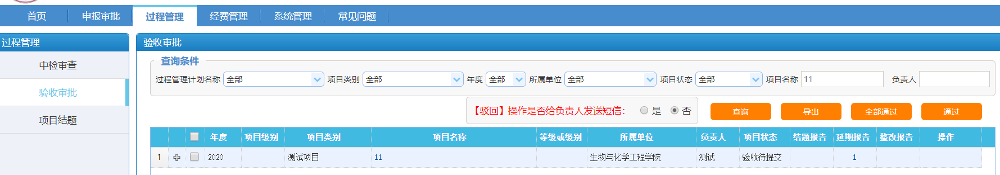 首页 申报审批 过程管理 经费管理 系统管理 常见问题
过程管理
中检审查
验收审批
项目结题
验收审批
查询条件
过程管理计划名称 全部 项目类别 全部 年度 全部 所属单位 全部 项目状态 全部 项目名称 11 负责人
【驳回】操作是否给负责人发送短信： 是 否 查询 导出 全部通过 通过
年度 项目级别 项目类别 项目名称 等级或级别 所属单位 负责人 项目状态 结题报告 延期报告 整改报告 操作
1 2020 测试项目 11 生物与化学工程学院 测试 验收待提交 1